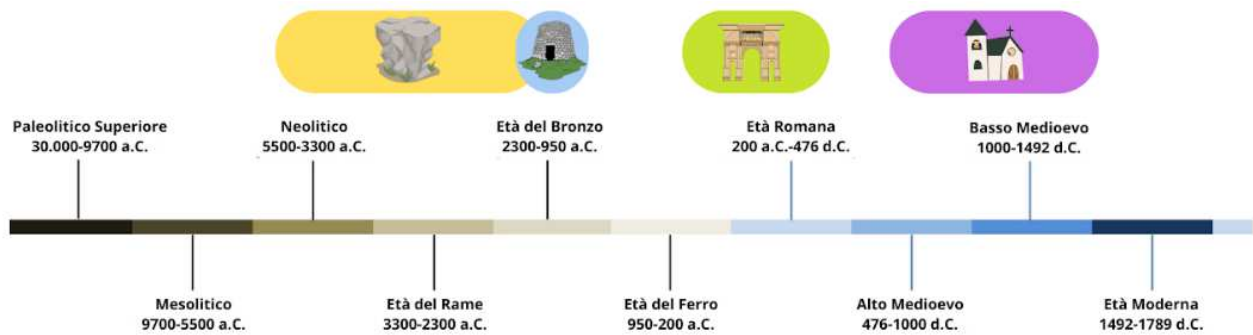 Paleolitico Superiore
30.000-9700 a.C.
Neolitico
5500-3300 a.C.
Età del Bronzo
2300-950 a.C.
Età Romana
200 a.C.-476 d.C.
Basso Medioevo
1000-1492 d.C.
Mesolitico
9700-5500 a.C.
Età del Rame
3300-2300 a.C.
Età del Ferro
950-200 a.C.
Alto Medioevo
476-1000 d.C.
Età Moderna
1492-1789 d.C.